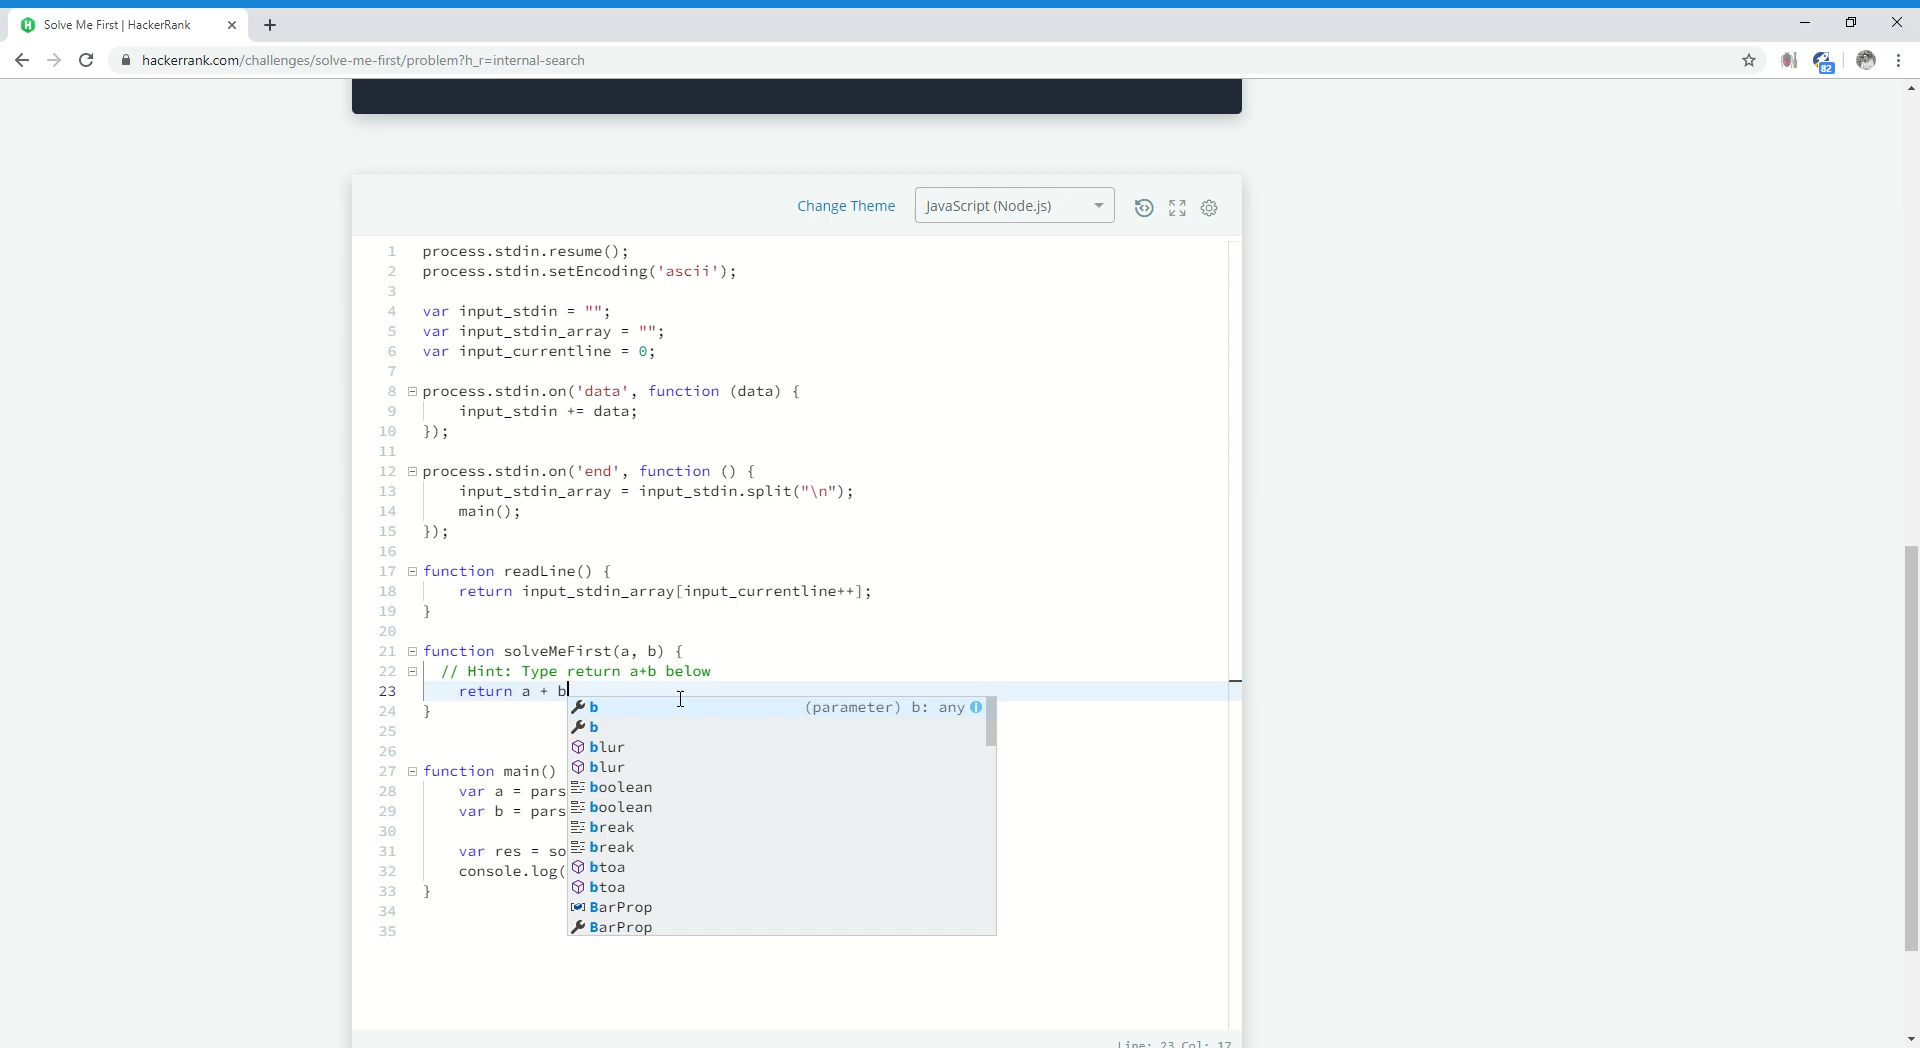 Solve Me First | HackerRank
hackerrank.com/challenges/solve-me-first/problem?h_r=internal-search
82
Change Theme
JavaScript (Node.js)
1 process.stdin.resume();
2 process.stdin.setEncoding('ascii');
3
4 var input_stdin = "";
5 var input_stdin_array = "";
6 var input_currentline = 0;
7
8 process.stdin.on('data', function (data) {
9 input_stdin += data;
10 });
11
12 process.stdin.on('end', function () {
13 input_stdin_array = input_stdin.split("\n");
14 main();
15 });
16
17 function readLine() {
18 return input_stdin_array[input_currentline++];
19 }
20
21 function solveMeFirst(a, b) {
22 // Hint: Type return a+b below
23 return a + b
24 }
25
26
27 function main()
28 var a = pars
29 var b = pars
30
31 var res = so
32 console.log(
33 }
34
35
b (parameter) b: any
b
blur
blur
boolean
boolean
break
break
btoa
btoa
BarProp
BarProp
Line: 23 Col: 17